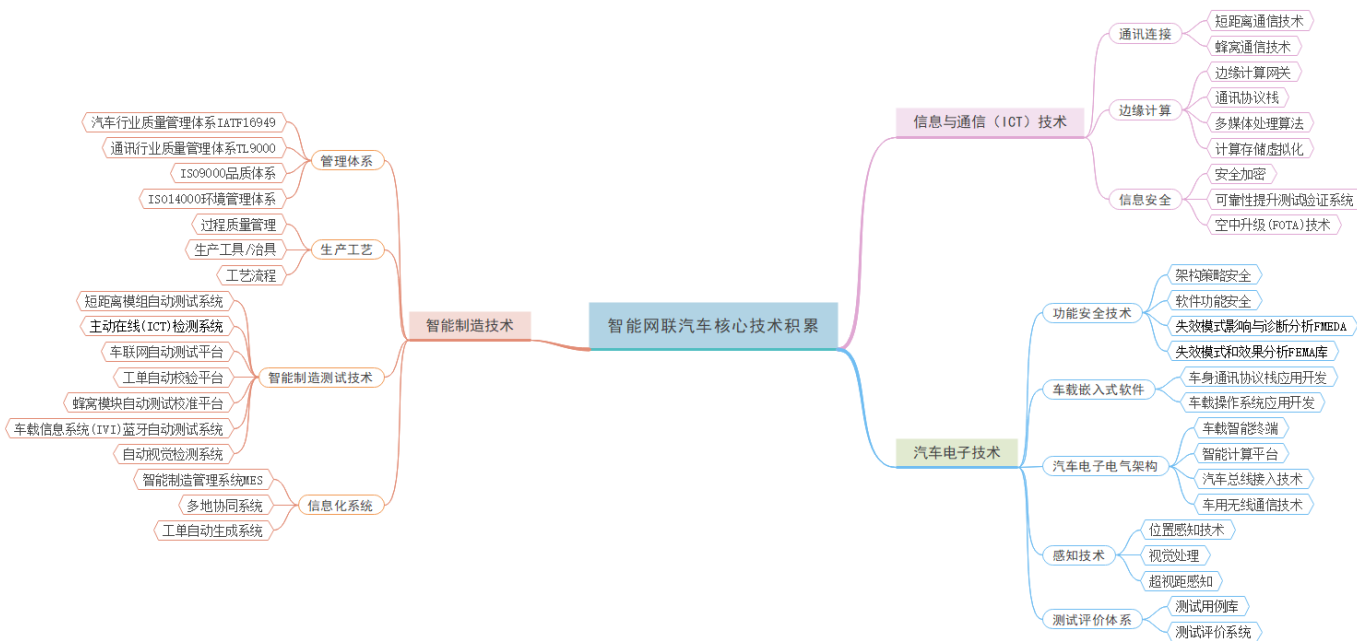 智能网联汽车核心技术积累
信息与通信（ICT）技术
通讯连接
短距离通信技术
蜂窝通信技术
边缘计算
边缘计算网关
通讯协议栈
多媒体处理算法
计算存储虚拟化
信息安全
安全加密
可靠性提升测试验证系统
空中升级(FOTA)技术
汽车电子技术
功能安全技术
架构策略安全
软件功能安全
失效模式影响与诊断分析FMEDA
失效模式和效果分析FEMA库
车载嵌入式软件
车身通讯协议栈应用开发
车载操作系统应用开发
汽车电子电气架构
车载智能终端
智能计算平台
汽车总线接入技术
车用无线通信技术
感知技术
位置感知技术
视觉处理
超视距感知
测试评价体系
测试用例库
测试评价系统
智能制造技术
管理体系
汽车行业质量管理体系IATF16949
通讯行业质量管理体系TL9000
ISO9000品质体系
ISO14000环境管理体系
生产工艺
过程质量管理
生产工具/治具
工艺流程
智能制造测试技术
短距离模组自动测试系统
主动在线(ICT)检测系统
车联网自动测试平台
工单自动校验平台
蜂窝模块自动测试校准平台
车载信息系统(IVI)蓝牙自动测试系统
自动视觉检测系统
信息化系统
智能制造管理系统MES
多地协同系统
工单自动生成系统